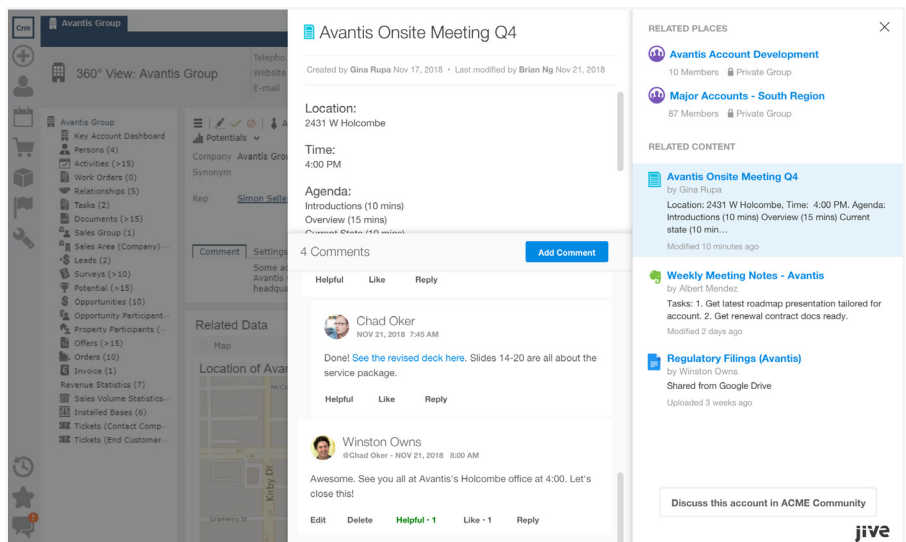 Crm
Avantis Group
360° View: Avantis Group
Telepho
Website
E-mail
Avantis Group
Key Account Dashboard
Persons (4)
Activities (>15)
Work Orders (0)
Relationships (5)
Tasks (2)
Documents (>15)
Sales Group (1)
Sales Area (Company) ...
Leads (2)
Surveys (>10)
Potential (>15)
Opportunities (10)
Opportunity Participant...
Property Participants (...
Offers (>15)
Orders (10)
Invoice (1)
Revenue Statistics (7)
Sales Volume Statistics...
Installed Bases (6)
Tickets (Contact Comp...
Tickets (End Customer...
A
Potentials
Company Avantis Grou
Synonym
Rep Simon Selle
Comment Settings
Some ac
Avantis
headqua
Related Data
Map
Location of Avan
Kirby Dr
Gramercy St
Avantis Onsite Meeting Q4
Created by Gina Rupa Nov 17, 2018 • Last modified by Brian Ng Nov 21, 2018
Location:
2431 W Holcombe
Time:
4:00 PM
Agenda:
Introductions (10 mins)
Overview (15 mins)
Current State (10 mins)
4 Comments
Add Comment
Helpful Like Reply
Chad Oker
NOV 21, 2018 7:45 AM
Done! See the revised deck here. Slides 14-20 are all about the
service package.
Helpful Like Reply
Winston Owns
@Chad Oker - NOV 21, 2018 8:00 AM
Awesome. See you all at Avantis's Holcombe office at 4:00. Let's
close this!
Edit Delete Helpful · 1 Like · 1 Reply
RELATED PLACES
Avantis Account Development
10 Members Private Group
Major Accounts - South Region
87 Members Private Group
RELATED CONTENT
Avantis Onsite Meeting Q4
by Gina Rupa
Location: 2431 W Holcombe, Time: 4:00 PM. Agenda:
Introductions (10 mins) Overview (15 mins) Current
state (10 min...
Modified 10 minutes ago
Weekly Meeting Notes - Avantis
by Albert Mendez
Tasks: 1. Get latest roadmap presentation tailored for
account. 2. Get renewal contract docs ready.
Modified 2 days ago
Regulatory Filings (Avantis)
by Winston Owns
Shared from Google Drive
Uploaded 3 weeks ago
Discuss this account in ACME Community
jive